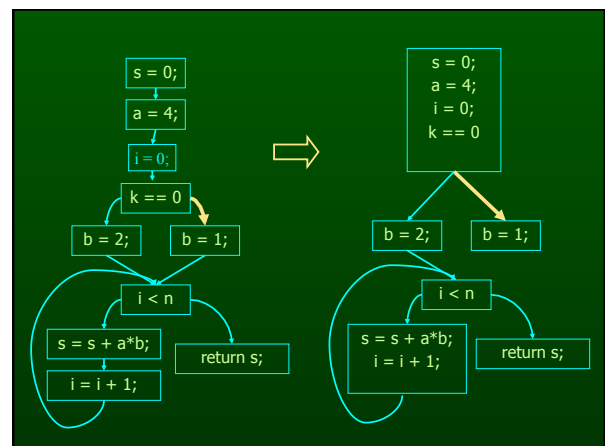 s = 0;
a = 4;
i = 0;
k == 0
b = 2;
b = 1;
i < n
s = s + a*b;
i = i + 1;
return s;
s = 0;
a = 4;
i = 0;
k == 0
b = 2;
b = 1;
i < n
s = s + a*b;
i = i + 1;
return s;